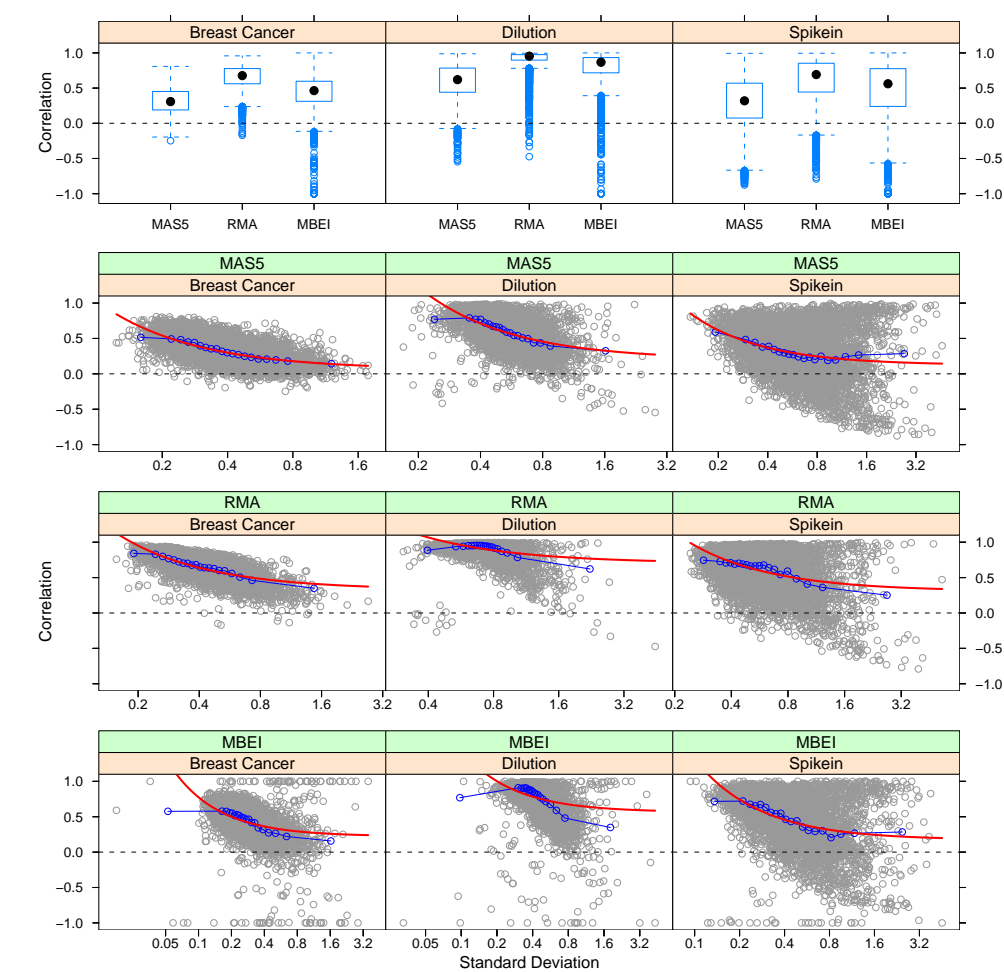 Breast Cancer Dilution Spikein
1.0 1.0
0.5 0.5
0.0 0.0
−0.5 −0.5
−1.0 −1.0
Correlation
MAS5 RMA MBEI MAS5 RMA MBEI MAS5 RMA MBEI
MAS5 MAS5 MAS5
Breast Cancer Dilution Spikein
1.0
0.5
0.0
−0.5
−1.0
0.2 0.4 0.8 1.6 0.2 0.4 0.8 1.6 3.2 0.2 0.4 0.8 1.6 3.2
RMA RMA RMA
Breast Cancer Dilution Spikein
1.0
0.5
0.0
−0.5
−1.0
Correlation
0.2 0.4 0.8 1.6 3.2 0.4 0.8 1.6 3.2 0.2 0.4 0.8 1.6 3.2
MBEI MBEI MBEI
Breast Cancer Dilution Spikein
1.0
0.5
0.0
−0.5
−1.0
0.05 0.1 0.2 0.4 0.8 1.6 3.2 0.05 0.1 0.2 0.4 0.8 1.6 3.2 0.1 0.2 0.4 0.8 1.6 3.2
Standard Deviation